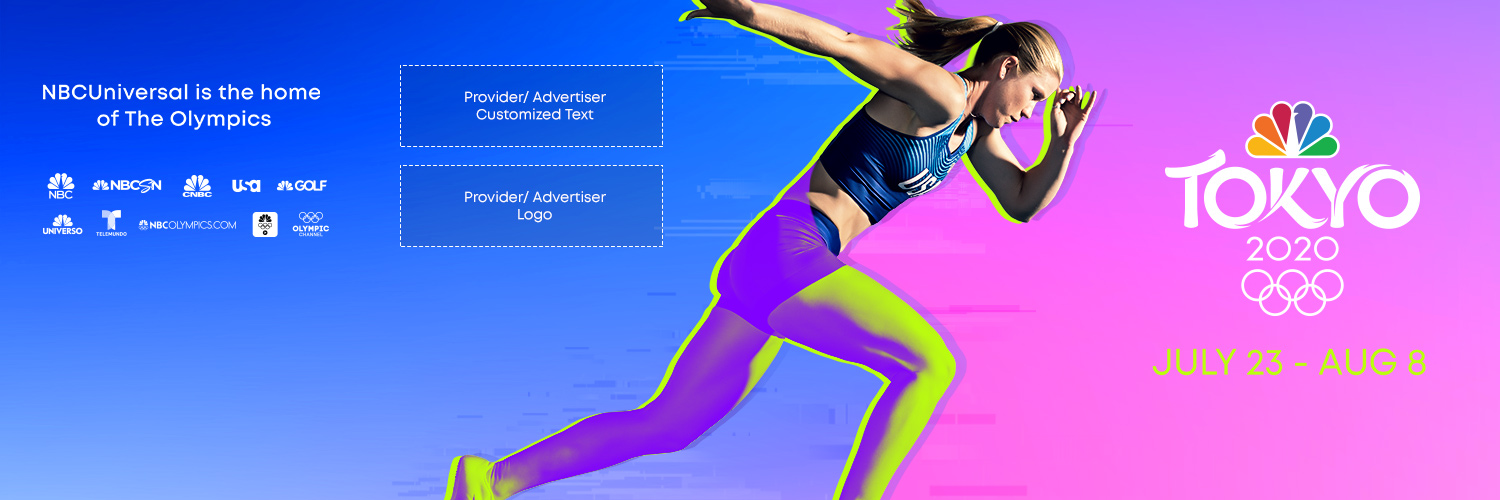 NBCUniversal is the home
of The Olympics
NBC
NBCSN
CNBC
USA
GOLF
UNIVERSO
TELEMUNDO
NBCOLYMPICS.COM
OLYMPIC
CHANNEL
Provider/ Advertiser
Customized Text
Provider/ Advertiser
Logo
TOKYO
2020
JULY 23 - AUG 8